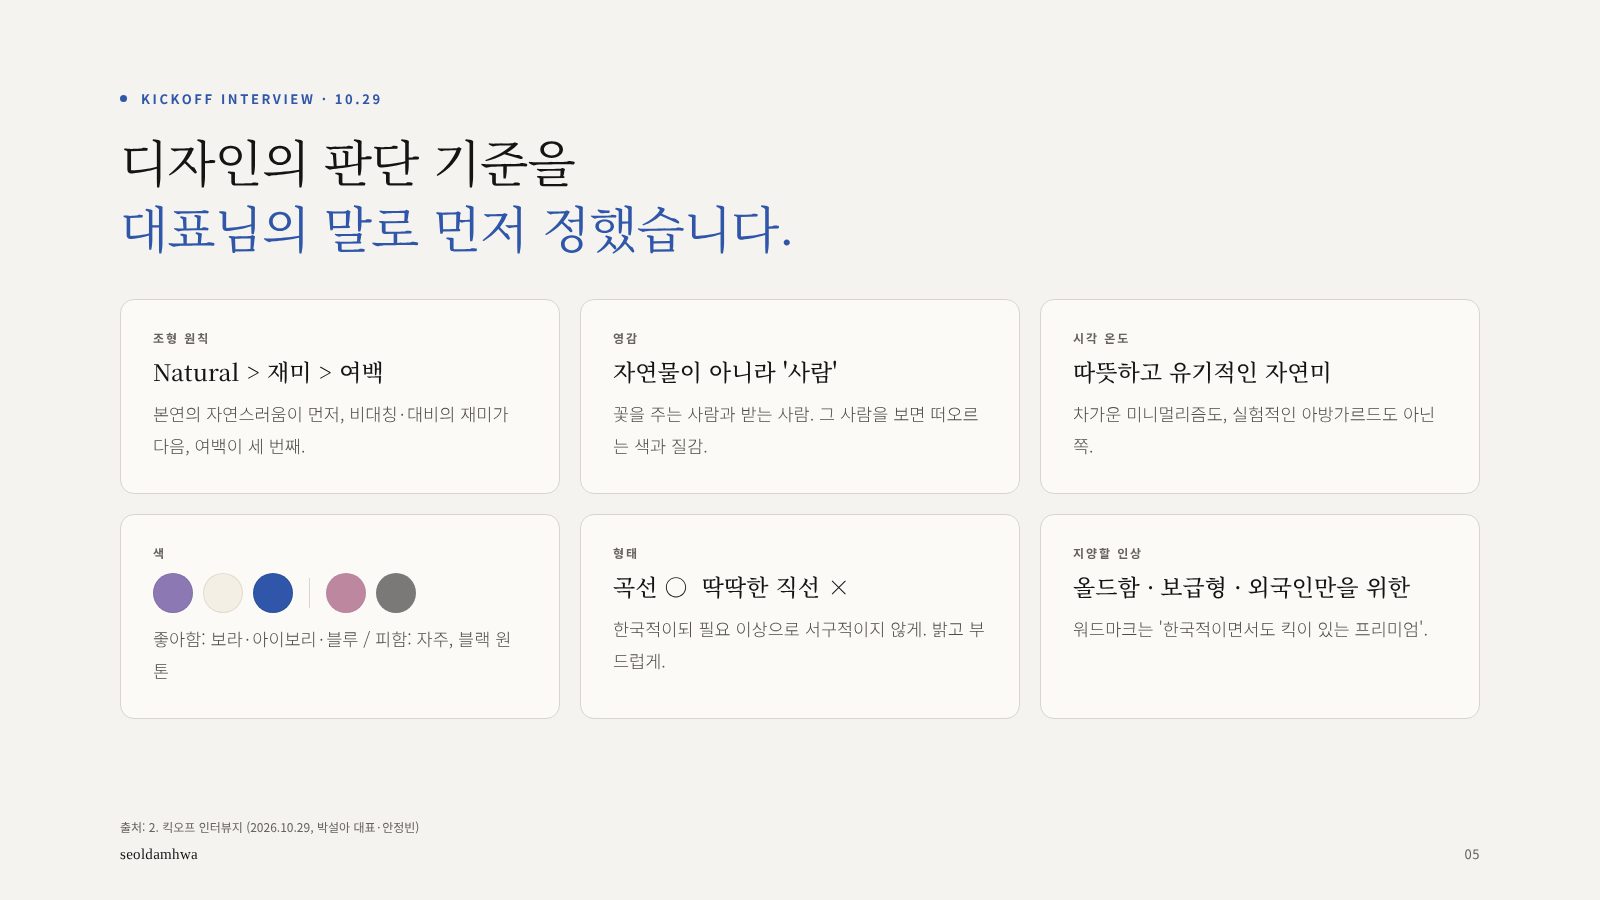 KICKOFF INTERVIEW · 10.29
디자인의 판단 기준을
대표님의 말로 먼저 정했습니다.
조형 원칙
Natural > 재미 > 여백
본연의 자연스러움이 먼저, 비대칭·대비의 재미가
다음, 여백이 세 번째.
영감
자연물이 아니라 '사람'
꽃을 주는 사람과 받는 사람. 그 사람을 보면 떠오르
는 색과 질감.
시각 온도
따뜻하고 유기적인 자연미
차가운 미니멀리즘도, 실험적인 아방가르드도 아닌
쪽.
색
좋아함: 보라·아이보리·블루 / 피함: 자주, 블랙 원
톤
형태
곡선 ○ 딱딱한 직선 ×
한국적이되 필요 이상으로 서구적이지 않게. 밝고 부
드럽게.
지양할 인상
올드함 · 보급형 · 외국인만을 위한
워드마크는 '한국적이면서도 킥이 있는 프리미엄'.
출처: 2. 킥오프 인터뷰지 (2026.10.29, 박설아 대표·안정빈)
seoldamhwa
05